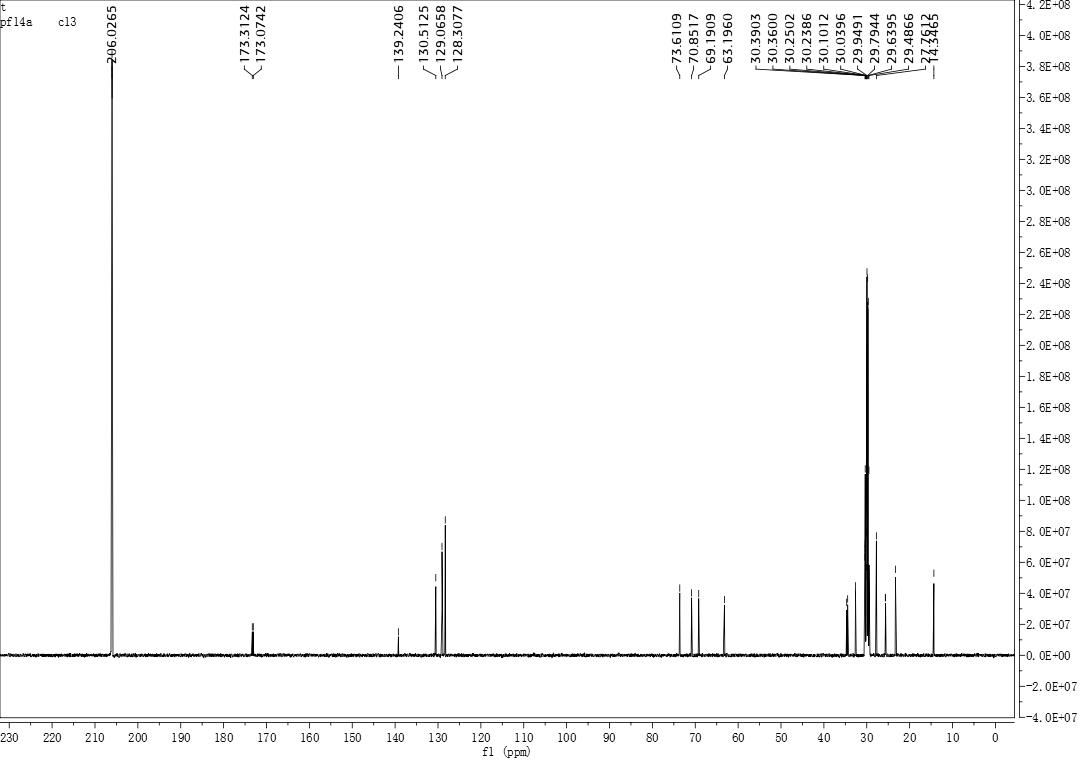 t
pf14a c13
206.0265
173.3124
173.0742
139.2406
130.5125
129.0658
128.3077
73.6109
70.8517
69.1909
63.1960
30.3903
30.3600
30.2502
30.2386
30.1012
30.0396
29.9491
29.7944
29.6395
29.4866
27.7612
14.3465
4.2E+08
4.0E+08
3.8E+08
3.6E+08
3.4E+08
3.2E+08
3.0E+08
2.8E+08
2.6E+08
2.4E+08
2.2E+08
2.0E+08
1.8E+08
1.6E+08
1.4E+08
1.2E+08
1.0E+08
8.0E+07
6.0E+07
4.0E+07
2.0E+07
0.0E+00
-2.0E+07
-4.0E+07
230 220 210 200 190 180 170 160 150 140 130 120 110 100 90 80 70 60 50 40 30 20 10 0
f1 (ppm)